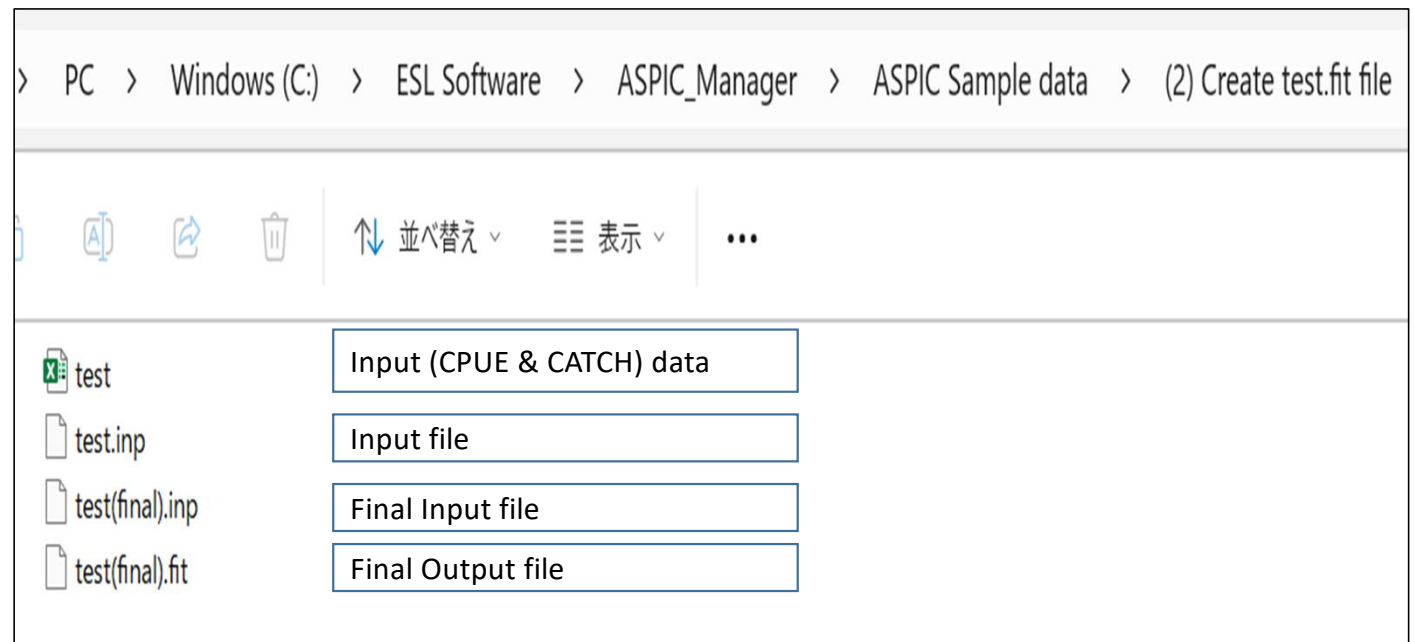 > PC > Windows (C:) > ESL Software > ASPIC_Manager > ASPIC Sample data > (2) Create test.fit file
A ↑↓ 並べ替え 表示 •••
test Input (CPUE & CATCH) data
test.inp Input file
test(final).inp Final Input file
test(final).fit Final Output file